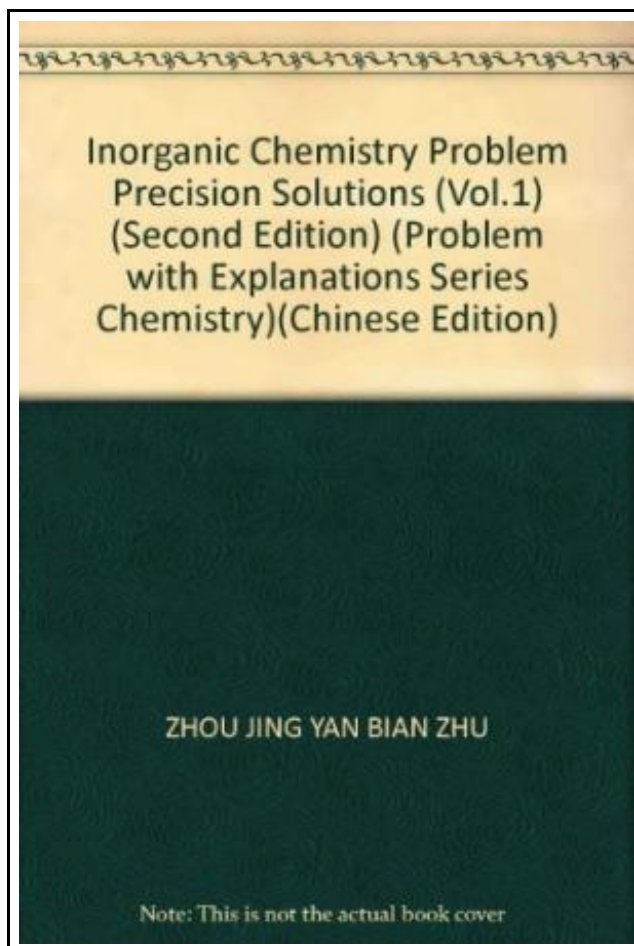 Inorganic Chemistry Problem
Precision Solutions (Vol.1)
(Second Edition) (Problem
with Explanations Series
Chemistry)(Chinese Edition)
ZHOU JING YAN BIAN ZHU
Note: This is not the actual book cover